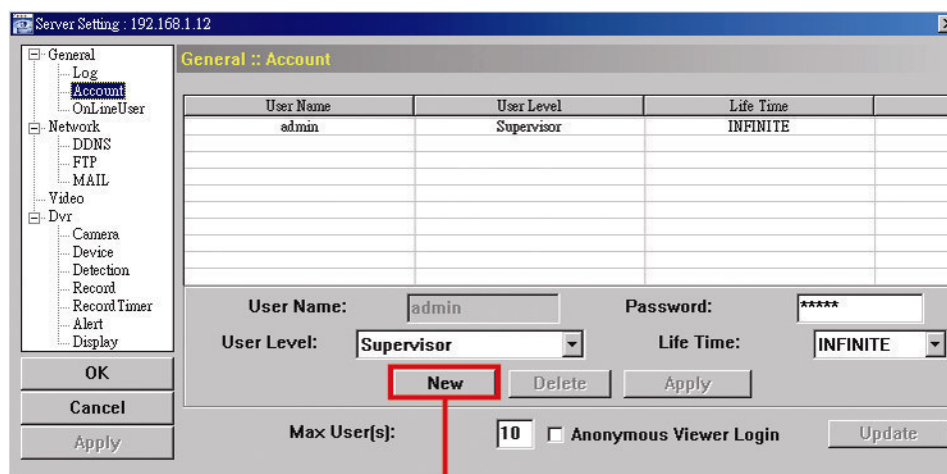 Server Setting : 192.168.1.12
General
Log
Account
OnLineUser
Network
DDNS
FTP
MAIL
Video
Dvr
Camera
Device
Detection
Record
Record Timer
Alert
Display
OK
Cancel
Apply
General :: Account
User Name User Level Life Time
admin Supervisor INFINITE
User Name: admin Password: *****
User Level: Supervisor Life Time: INFINITE
New Delete Apply
Max User(s): 10 Anonymous Viewer Login Update